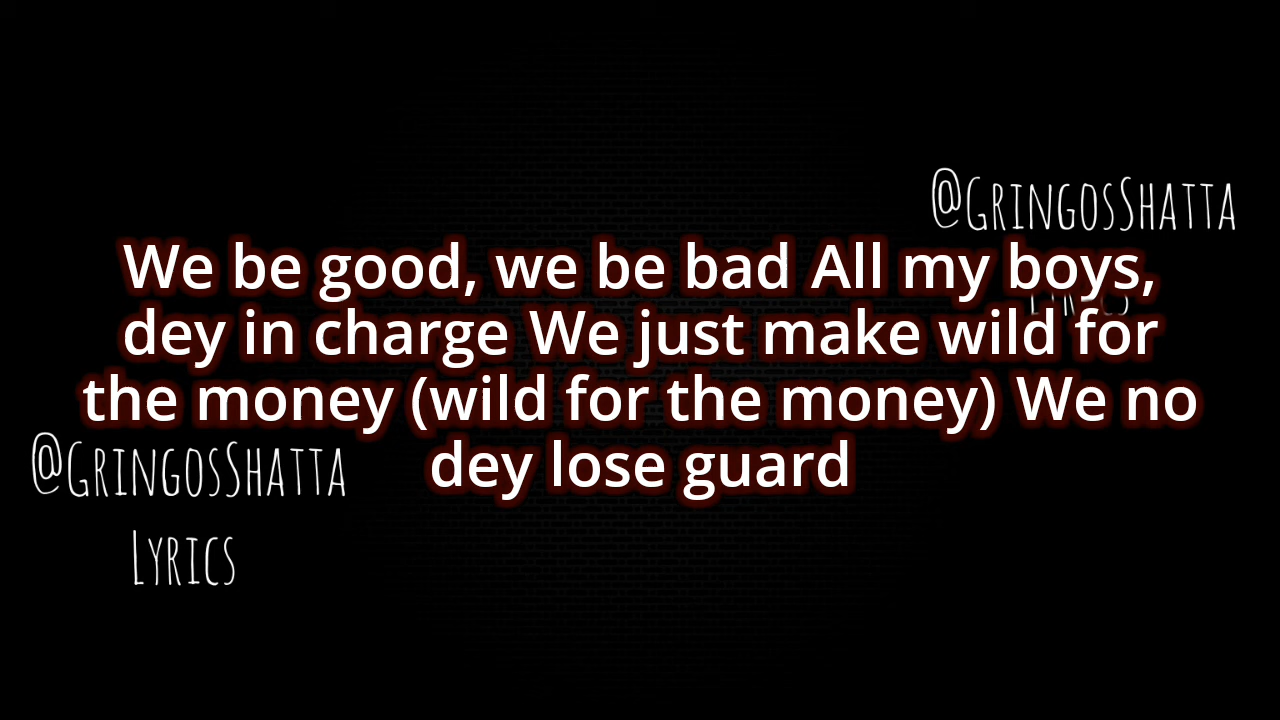 @GringosShatta
We be good, we be bad All my boys,
Lyrics
dey in charge We just make wild for
the money (wild for the money) We no
@GringosShatta
dey lose guard
Lyrics